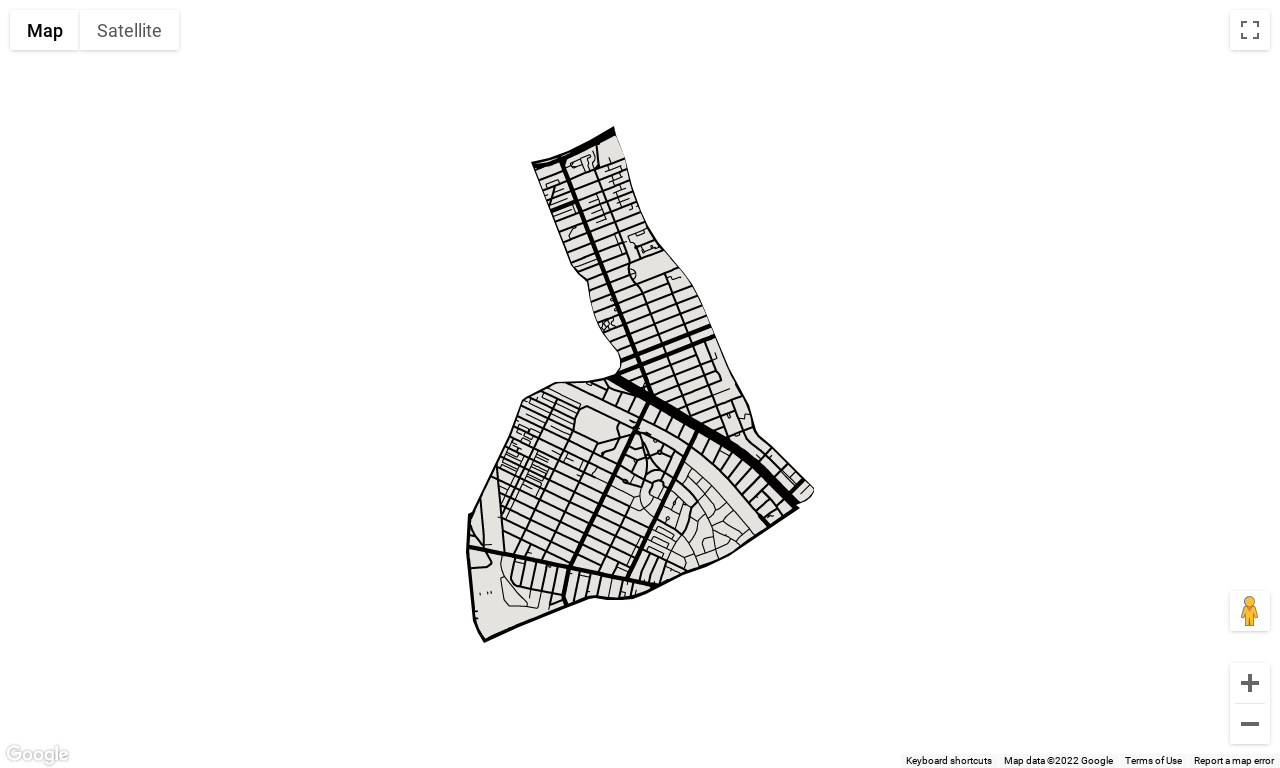 Map
Satellite
Google
Keyboard shortcuts
Map data ©2022 Google
Terms of Use
Report a map error